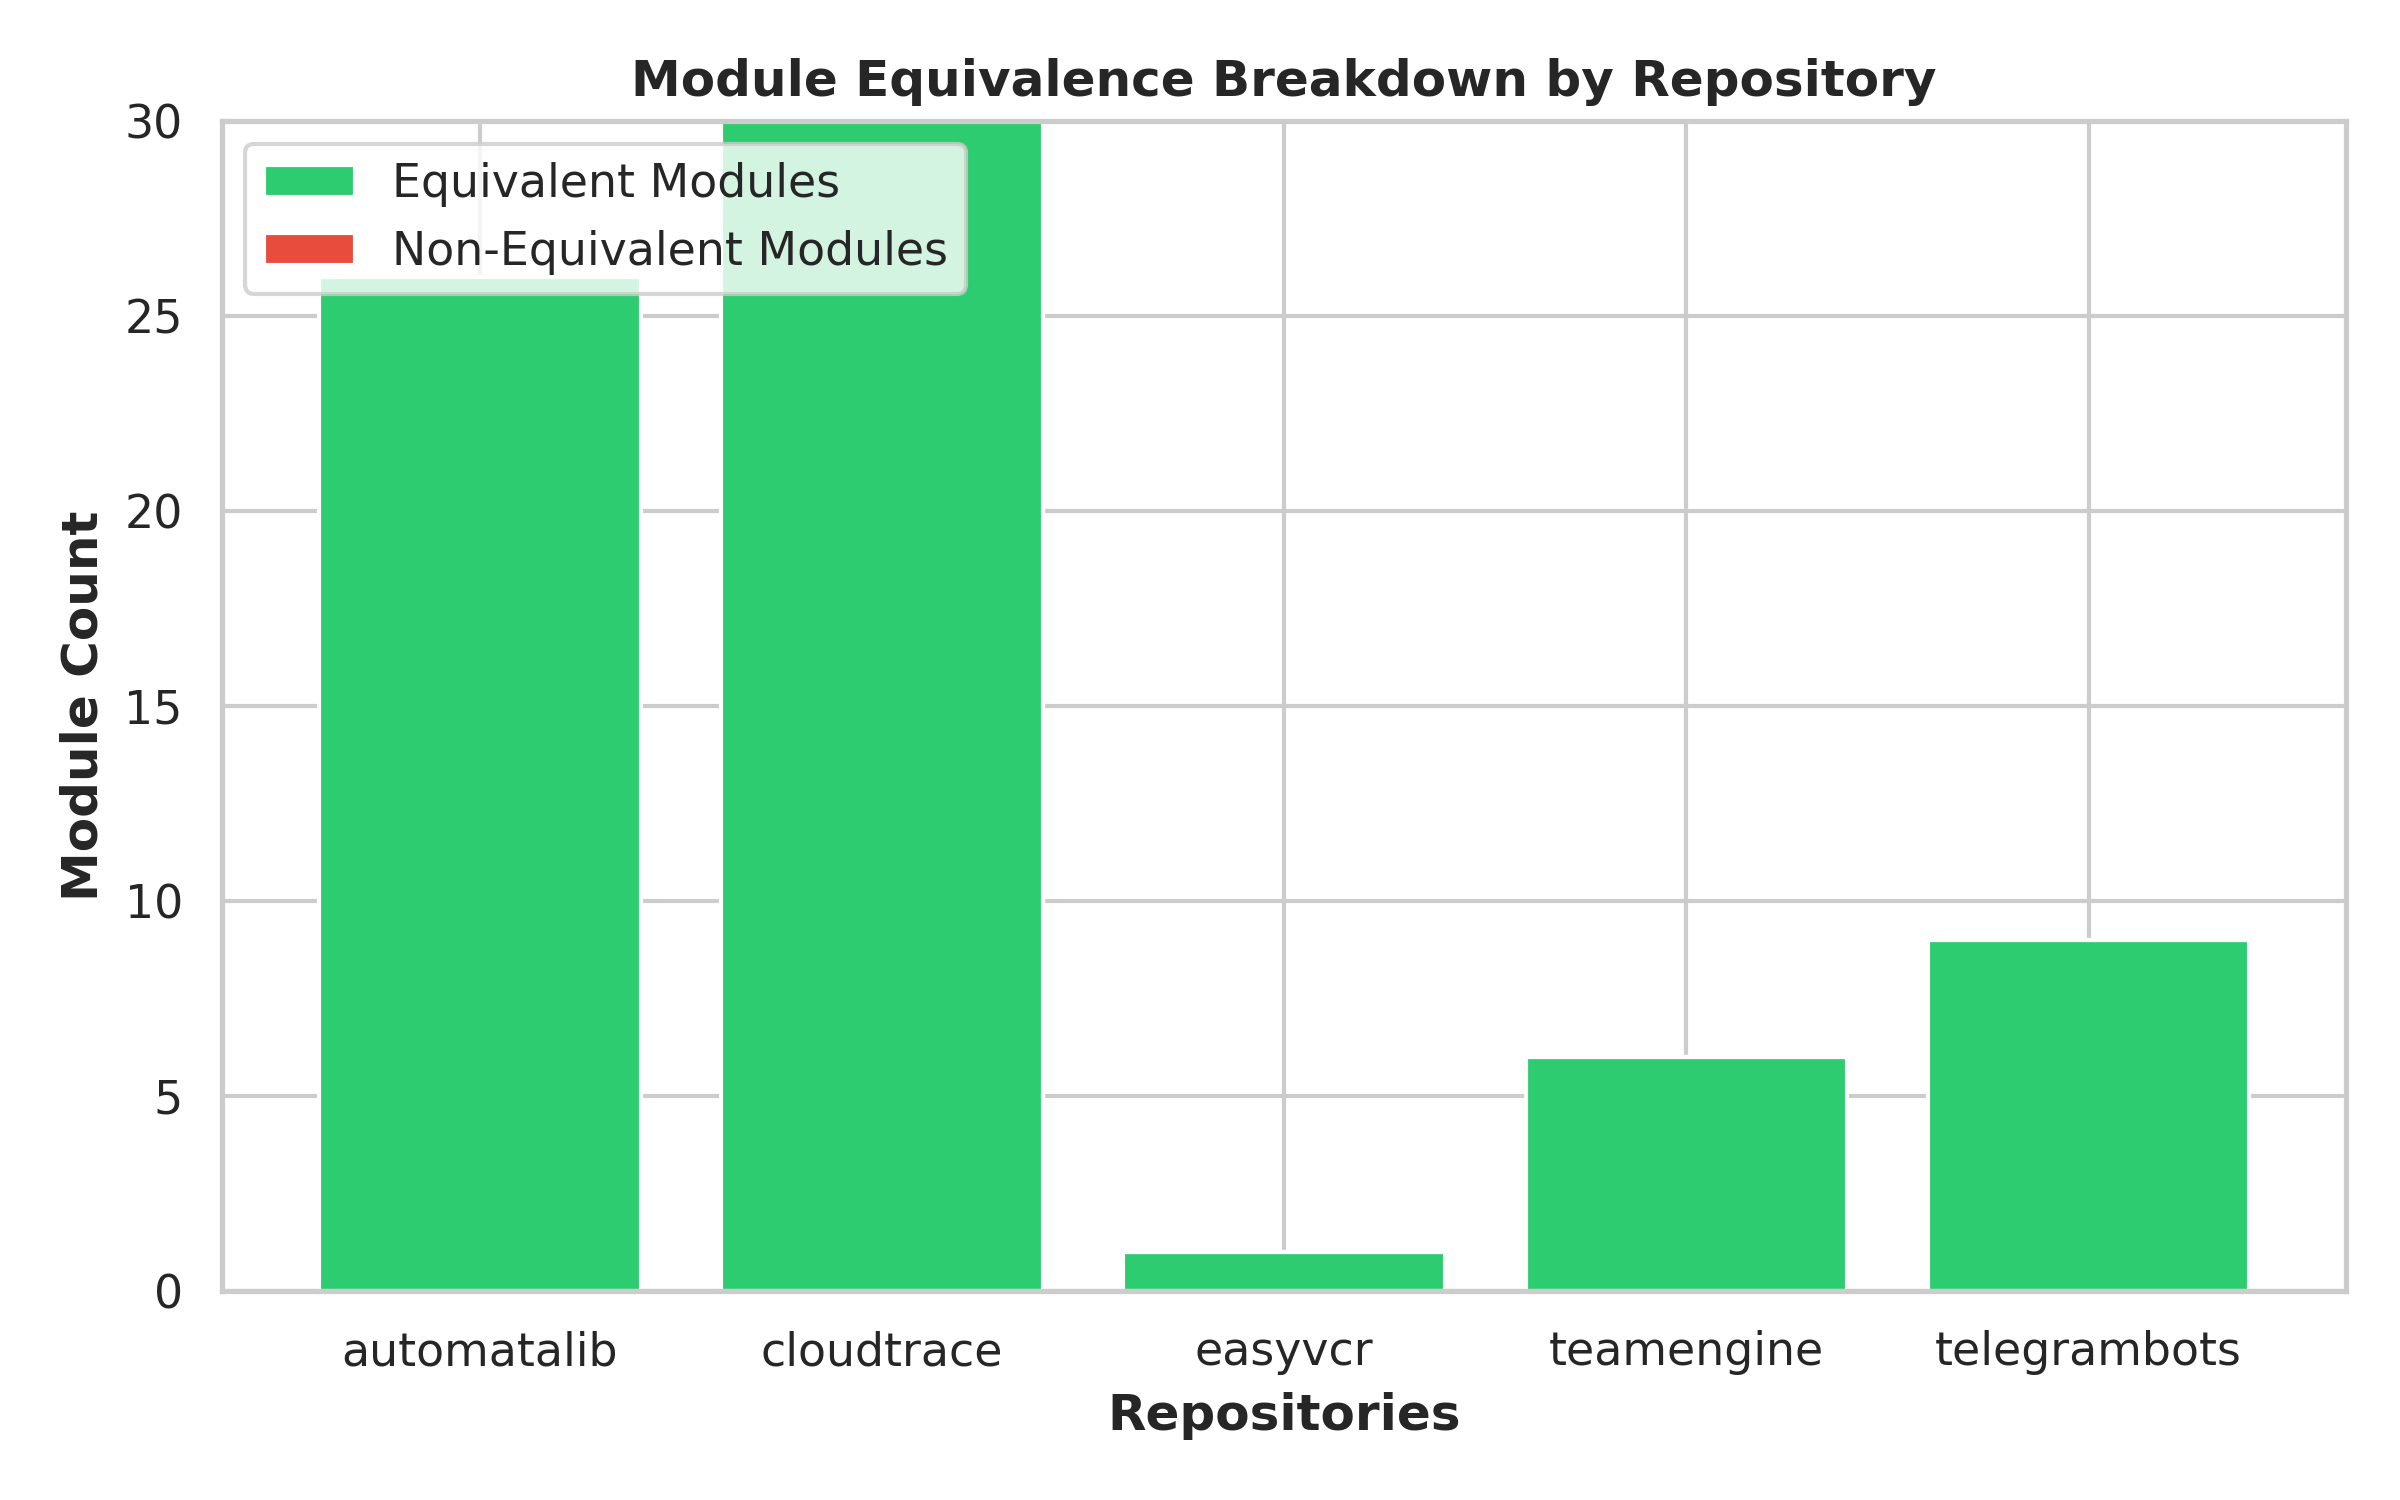 Module Equivalence Breakdown by Repository
Equivalent Modules
Non-Equivalent Modules
Module Count
30
25
20
15
10
5
0
automatalib
cloudtrace
easyvcr
teamengine
telegrambots
Repositories